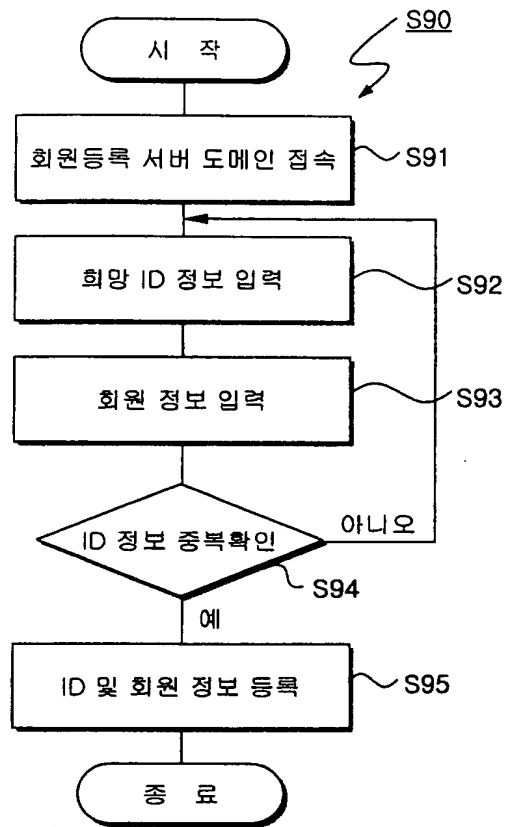 S90
시 작
회원등록 서버 도메인 접속
S91
희망 ID 정보 입력
S92
회원 정보 입력
S93
ID 정보 중복확인
아니오
S94
예
ID 및 회원 정보 등록
S95
종 료